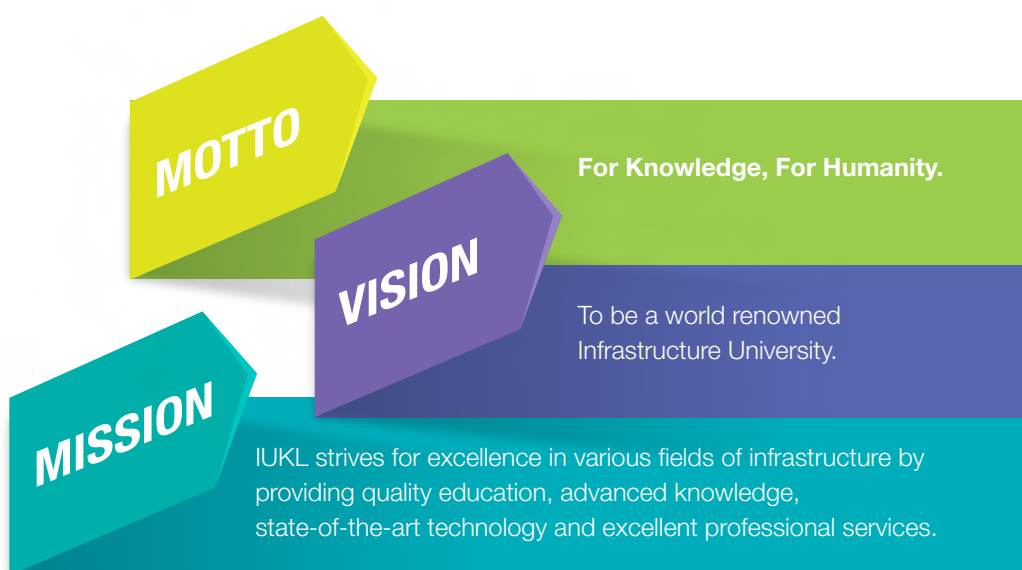 MOTTO
For Knowledge, For Humanity.
VISION
To be a world renowned
Infrastructure University.
MISSION
IUKL strives for excellence in various fields of infrastructure by
providing quality education, advanced knowledge,
state-of-the-art technology and excellent professional services.